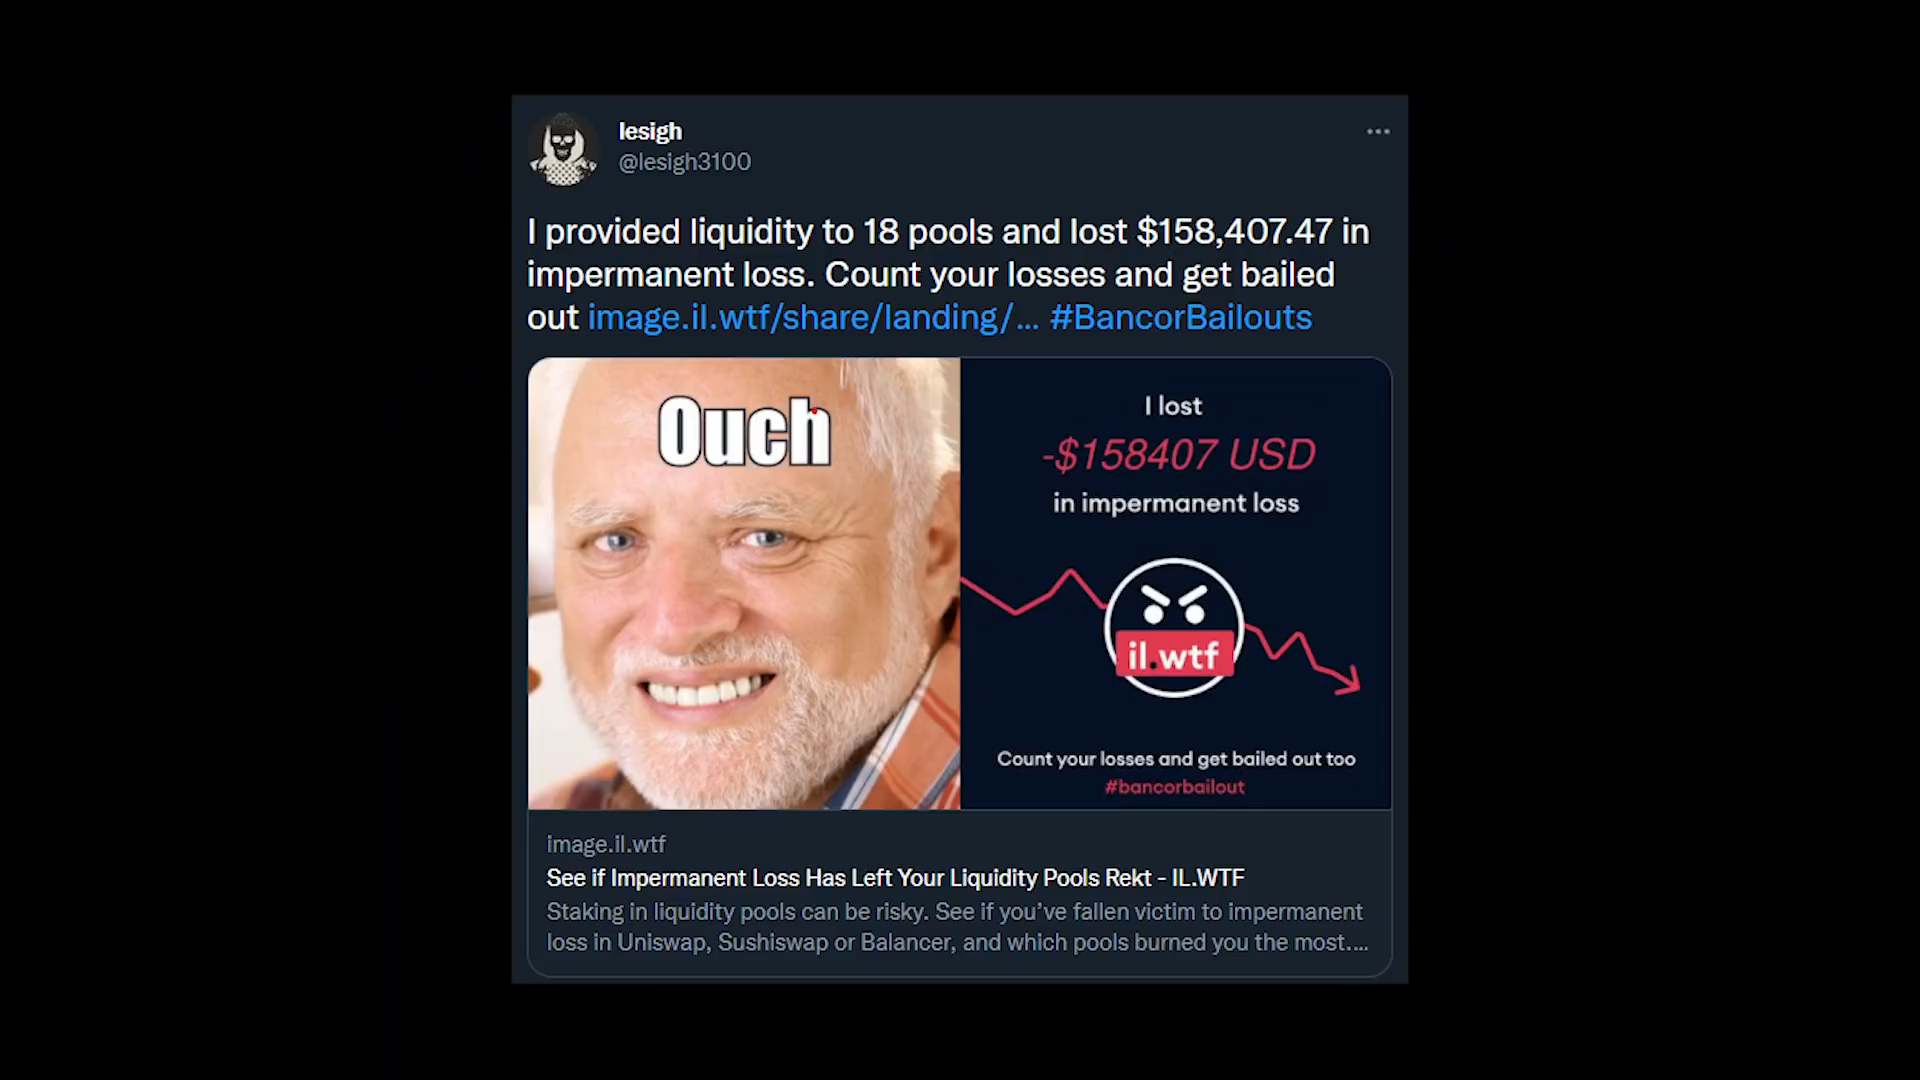 lesigh
@lesigh3100
I provided liquidity to 18 pools and lost $158,407.47 in
impermanent loss. Count your losses and get bailed
out image.il.wtf/share/landing/... #BancorBailouts
Ouch
I lost
-$158407 USD
in impermanent loss
il.wtf
Count your losses and get bailed out too
#bancorbailout
image.il.wtf
See if Impermanent Loss Has Left Your Liquidity Pools Rekt - IL.WTF
Staking in liquidity pools can be risky. See if you’ve fallen victim to impermanent
loss in Uniswap, Sushiswap or Balancer, and which pools burned you the most....